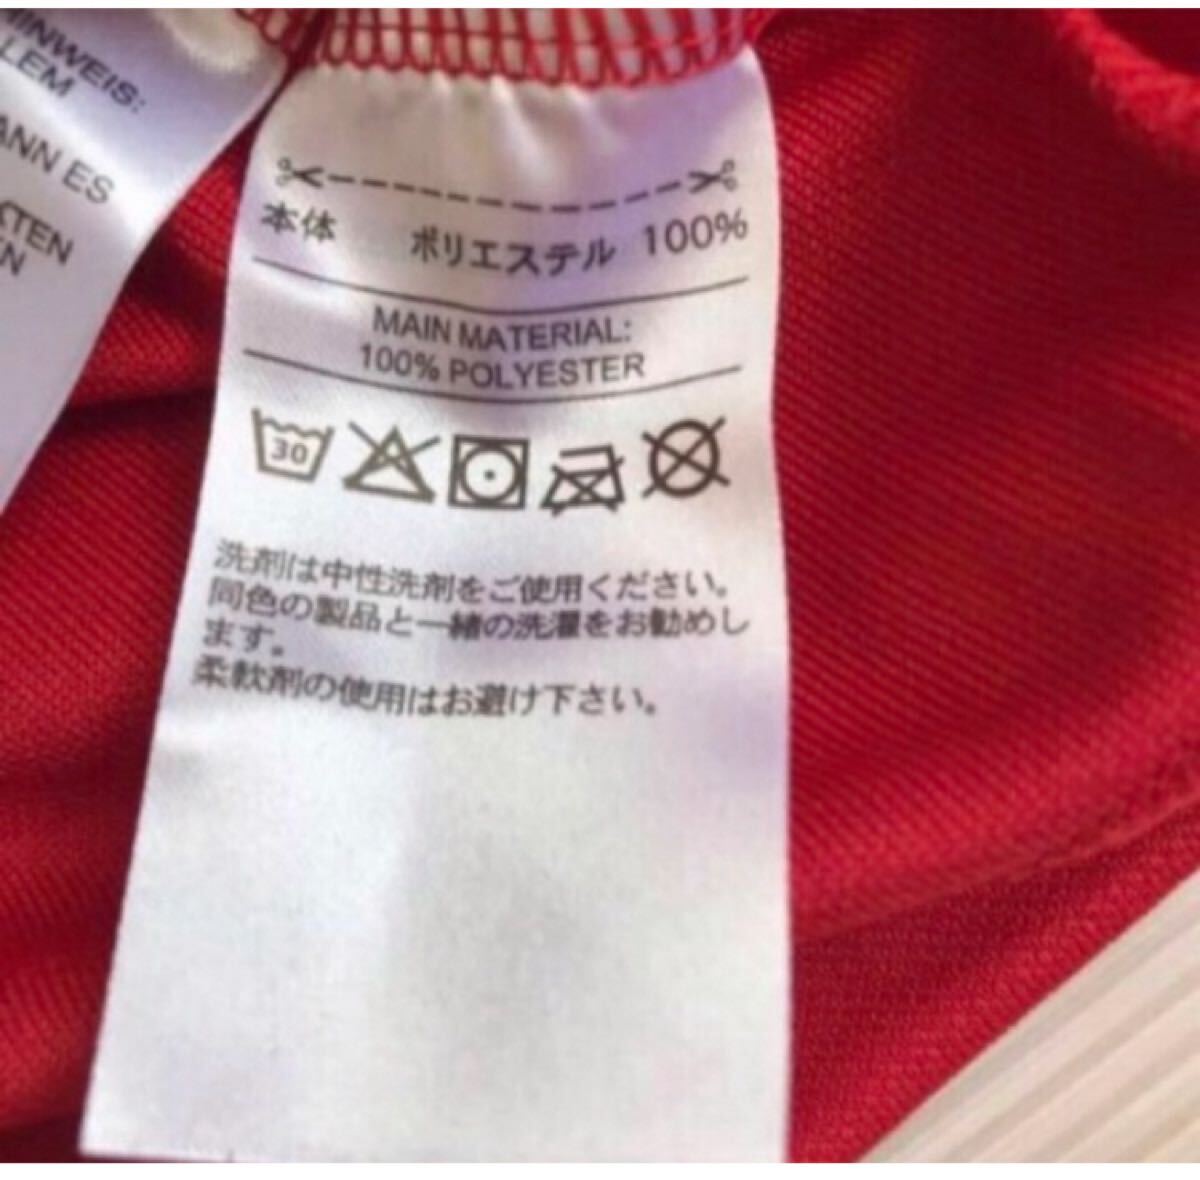 HINWEIS:
LEM
ANN ES
KTEN
EN
本体 ポリエステル 100%
MAIN MATERIAL:
100% POLYESTER
30
洗剤は中性洗剤をご使用ください。
同色の製品と一緒の洗濯をお勧めし
ます。
柔軟剤の使用はお避け下さい。